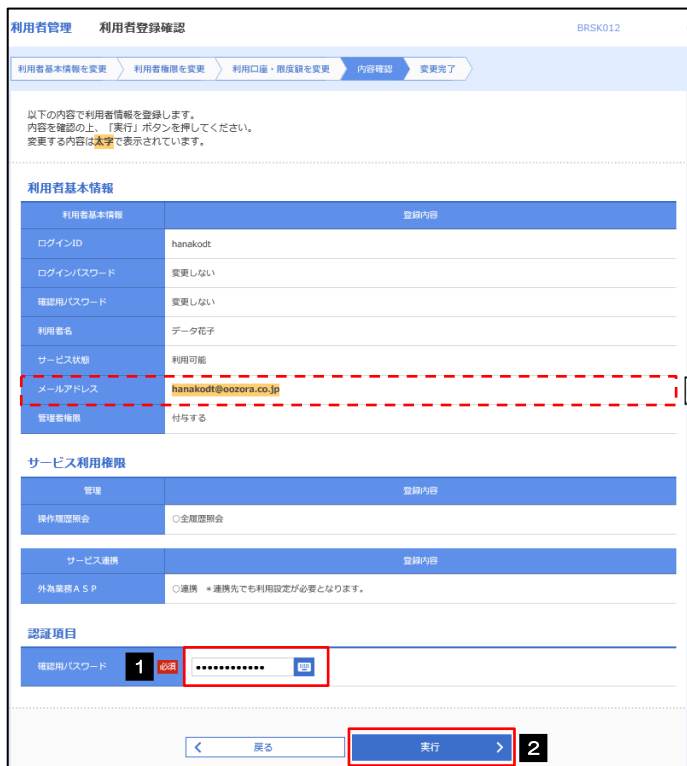 利用者管理 利用者登録確認 BRSK012
利用者基本情報を変更 利用者権限を変更 利用口座・限度額を変更 内容確認 変更完了
以下の内容で利用者情報を登録します。
内容を確認の上、「実行」ボタンを押してください。
変更する内容は太字で表示されています。
利用者基本情報
利用者基本情報 登録内容
ログインID hanakodt
ログインパスワード 変更しない
確認用パスワード 変更しない
利用者名 データ花子
サービス状態 利用可能
メールアドレス hanakodt@oozora.co.jp
管理者権限 付与する
サービス利用権限
管理 登録内容
操作履歴照会 ○全履歴照会
サービス連携 登録内容
外為業務ASP ○連携 *連携先でも利用設定が必要となります。
認証項目
確認用パスワード 1 必須 ••••••••••••
戻る 実行 2